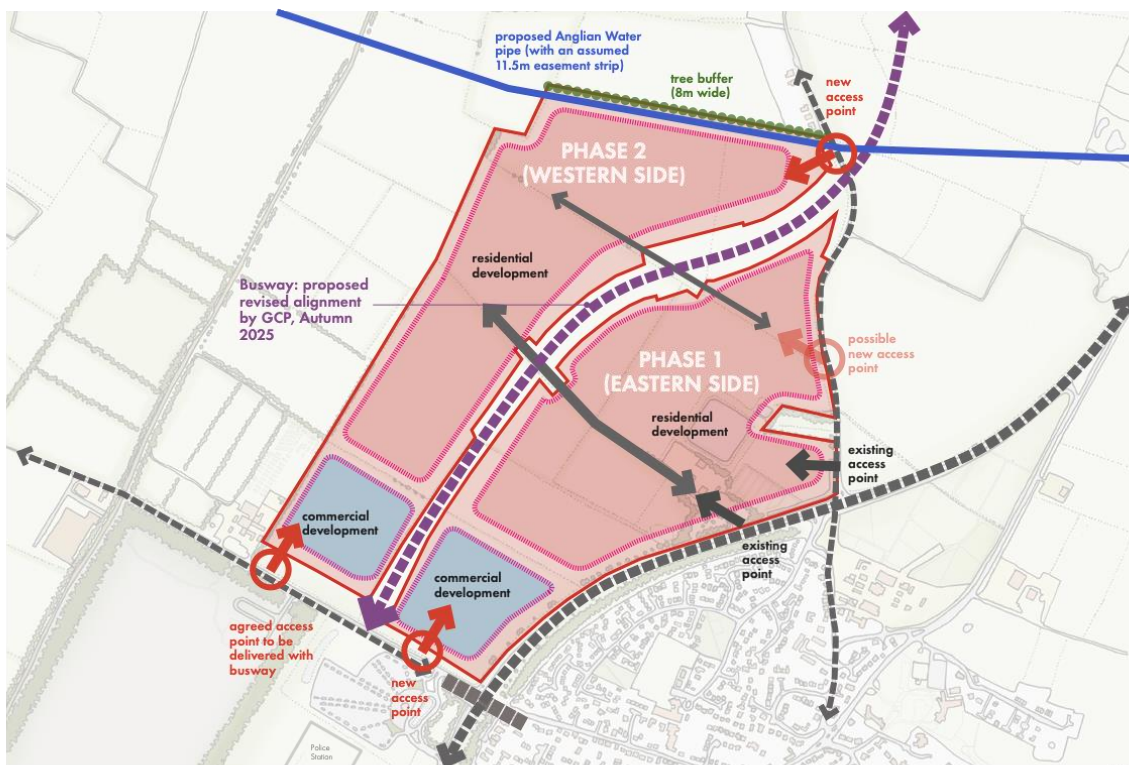 proposed Anglian Water
pipe (with an assumed
11.5m easement strip)
tree buffer
(8m wide)
new
access
point
PHASE 2
(WESTERN SIDE)
residential
development
Busway: proposed
revised alignment
by GCP, Autumn
2025
PHASE 1
(EASTERN SIDE)
possible
new access
point
residential
development
existing
access
point
commercial
development
existing
access
point
commercial
development
agreed access
point to be
delivered with
busway
new
access
point
Police
Station